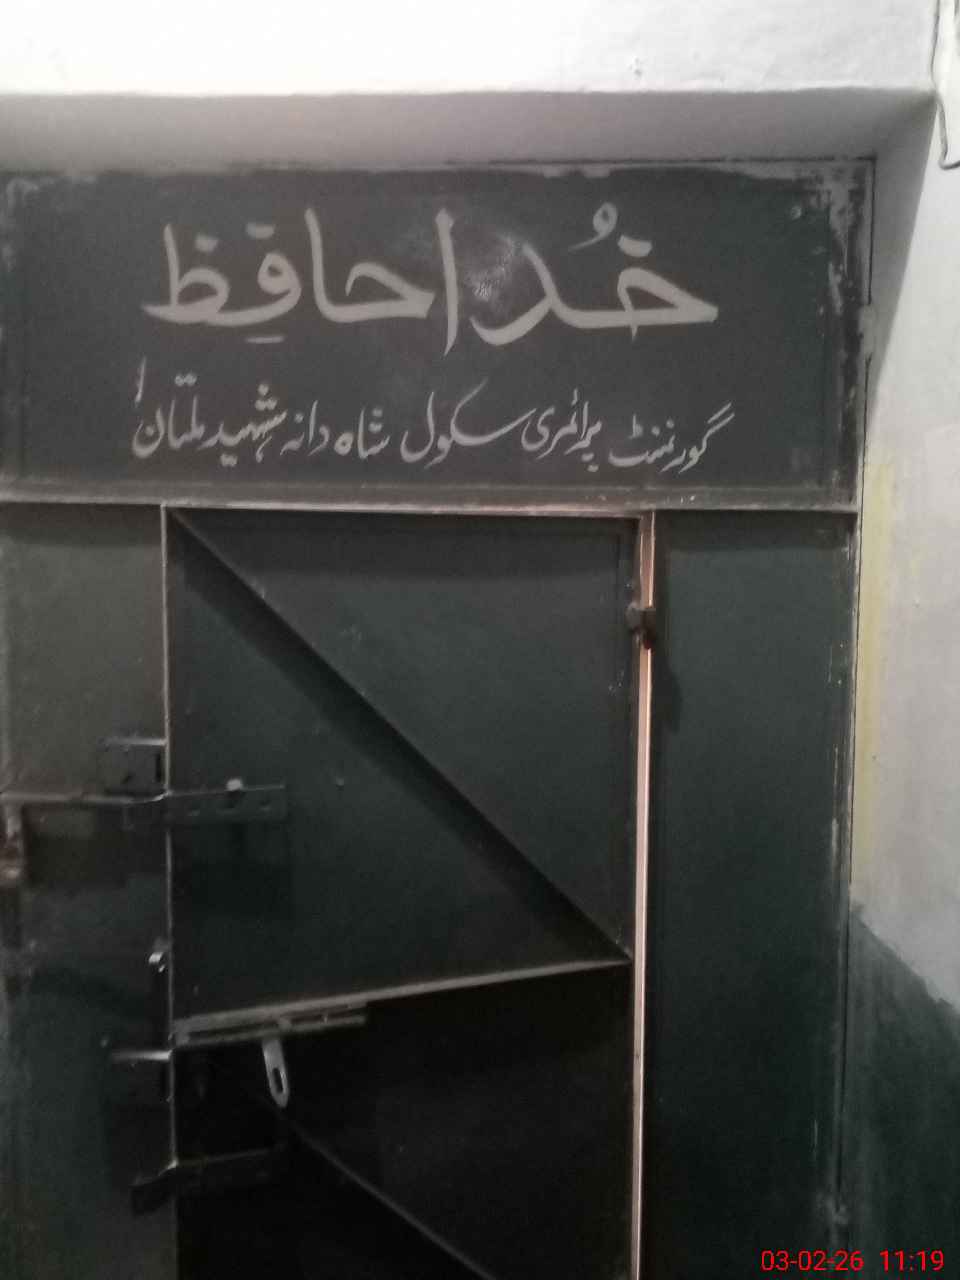 خُدا حافِظ
گورنمنٹ پرائمری سکول شاہ دانہ شہید ملتان
03-02-26 11:19